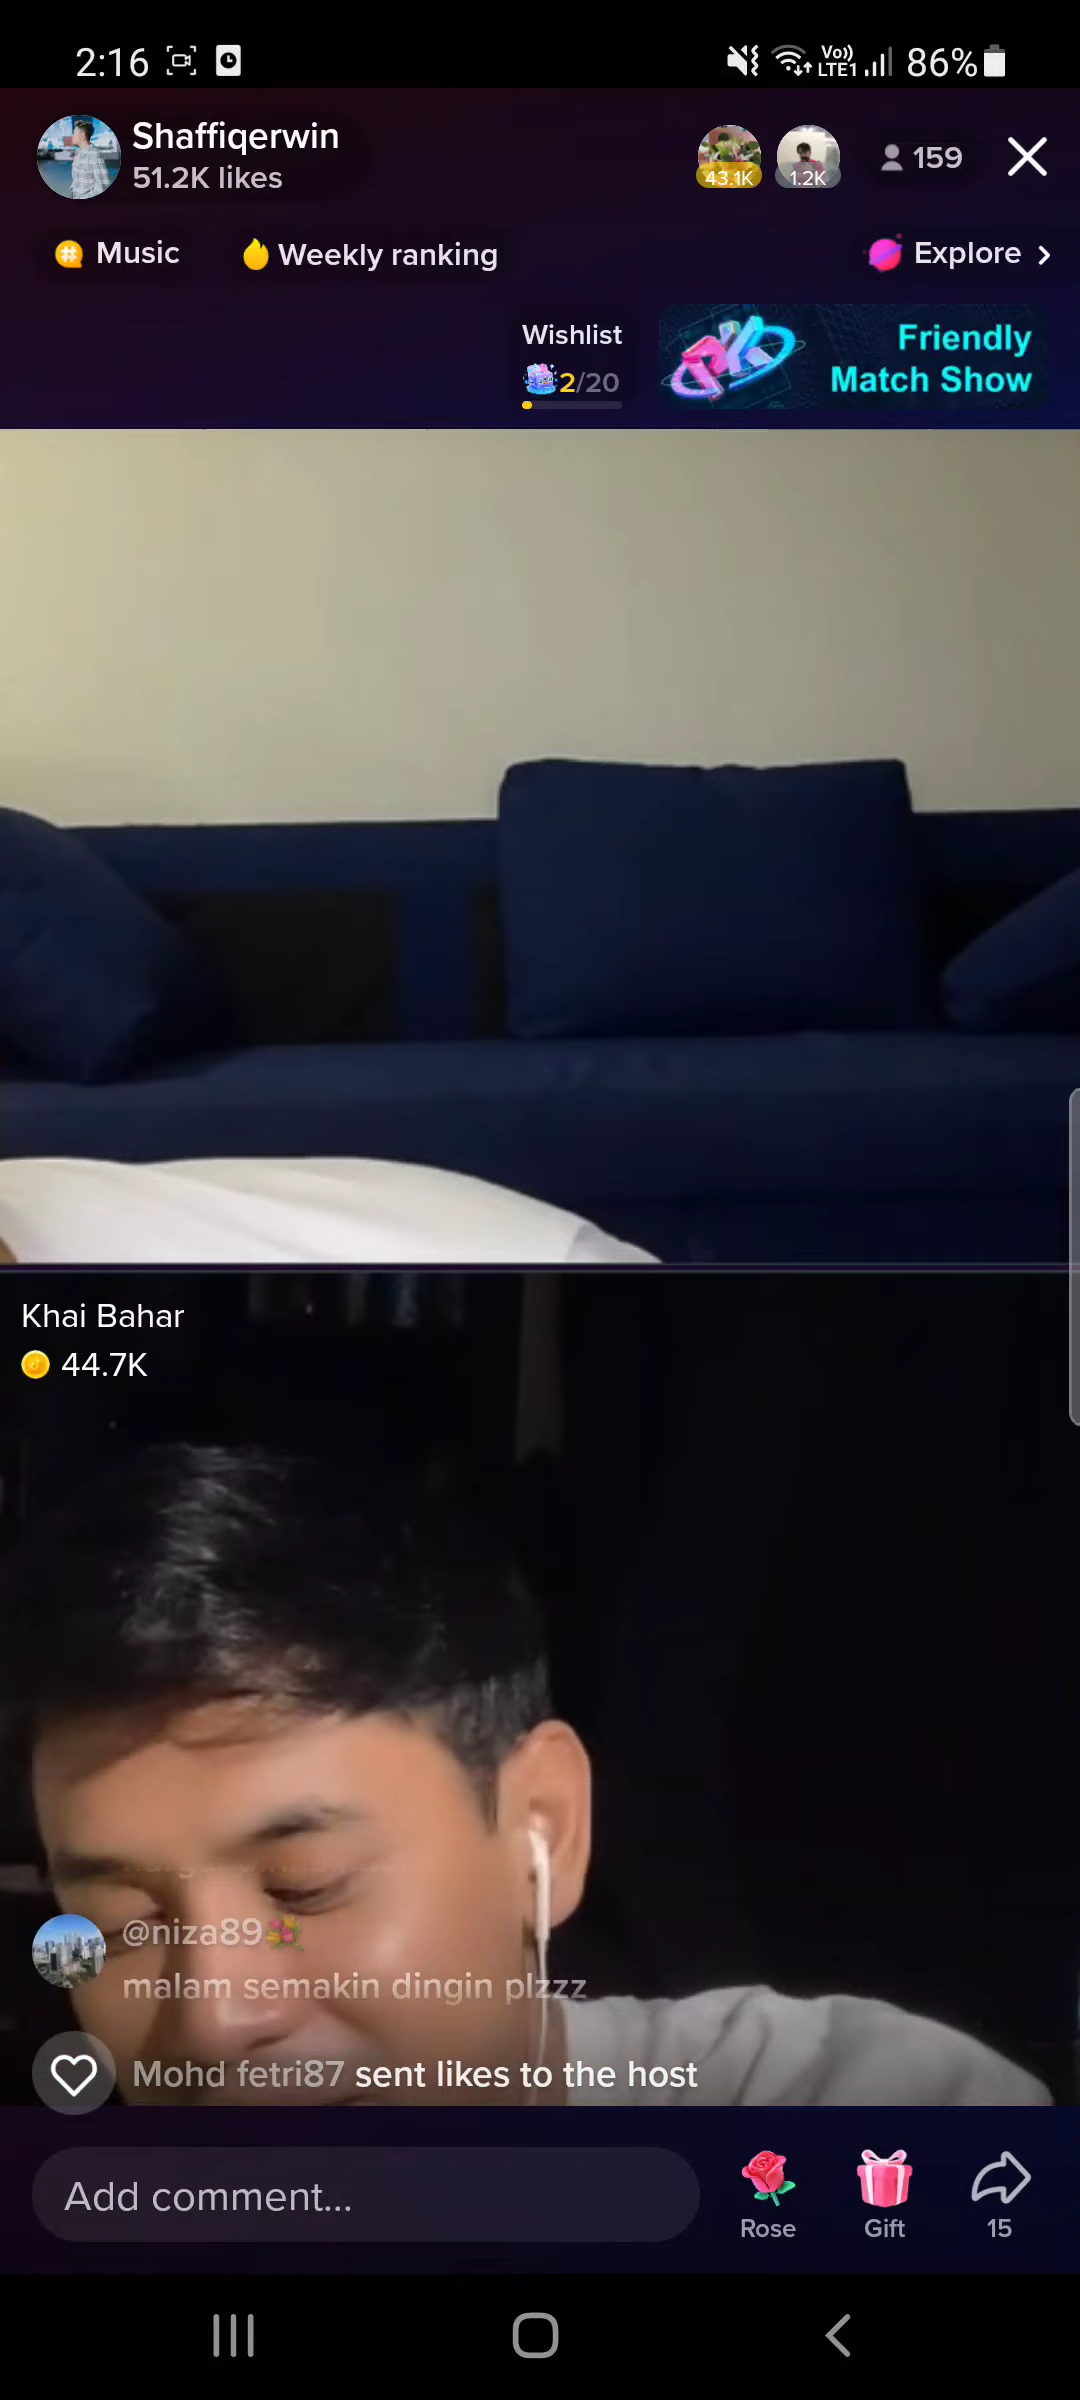 2:16
Vo))
LTE1
86%
Shaffiqerwin
51.2K likes
43.1K
1.2K
159
Music
Weekly ranking
Explore
Wishlist
2/20
Friendly
Match Show
Khai Bahar
44.7K
@niza89💐
malam semakin dingin plzzz
Mohd fetri87 sent likes to the host
Add comment...
Rose
Gift
15